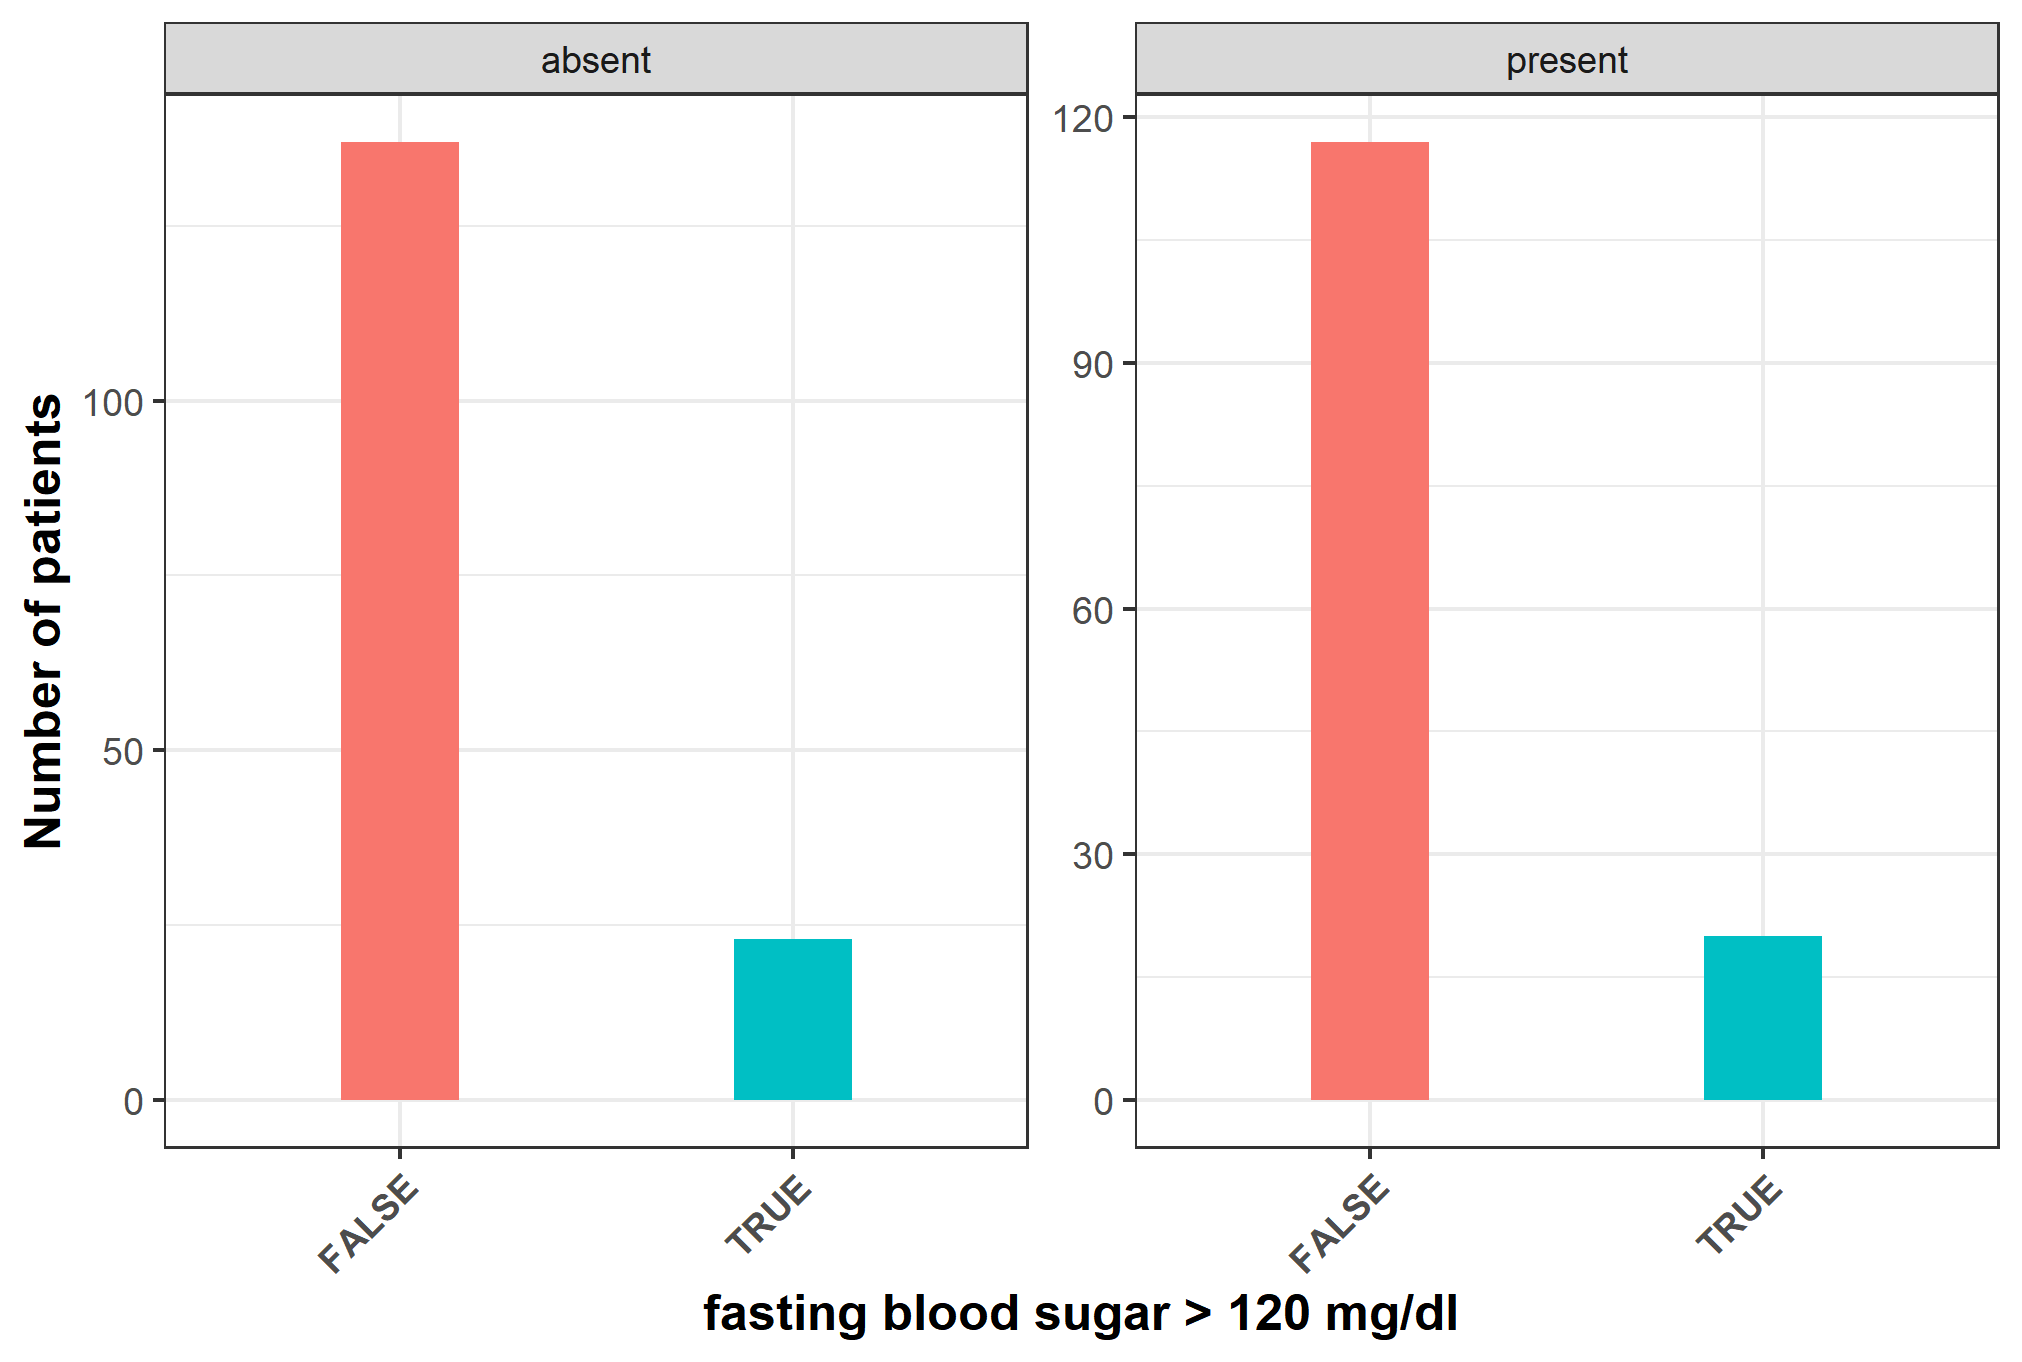 absent
present
Number of patients
100
50
0
120
90
60
30
0
FALSE
TRUE
FALSE
TRUE
fasting blood sugar > 120 mg/dl